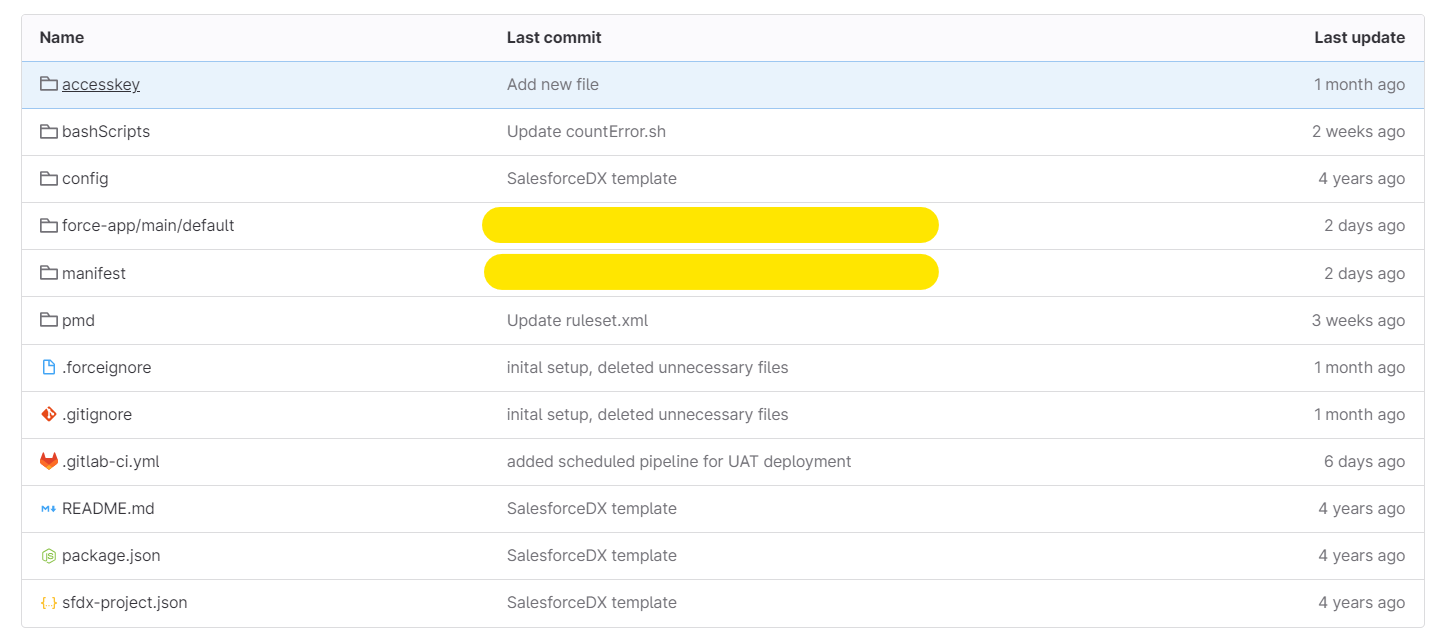 Name Last commit Last update
accesskey Add new file 1 month ago
bashScripts Update countError.sh 2 weeks ago
config SalesforceDX template 4 years ago
force-app/main/default 2 days ago
manifest 2 days ago
pmd Update ruleset.xml 3 weeks ago
.forceignore inital setup, deleted unnecessary files 1 month ago
.gitignore inital setup, deleted unnecessary files 1 month ago
.gitlab-ci.yml added scheduled pipeline for UAT deployment 6 days ago
README.md SalesforceDX template 4 years ago
package.json SalesforceDX template 4 years ago
sfdx-project.json SalesforceDX template 4 years ago